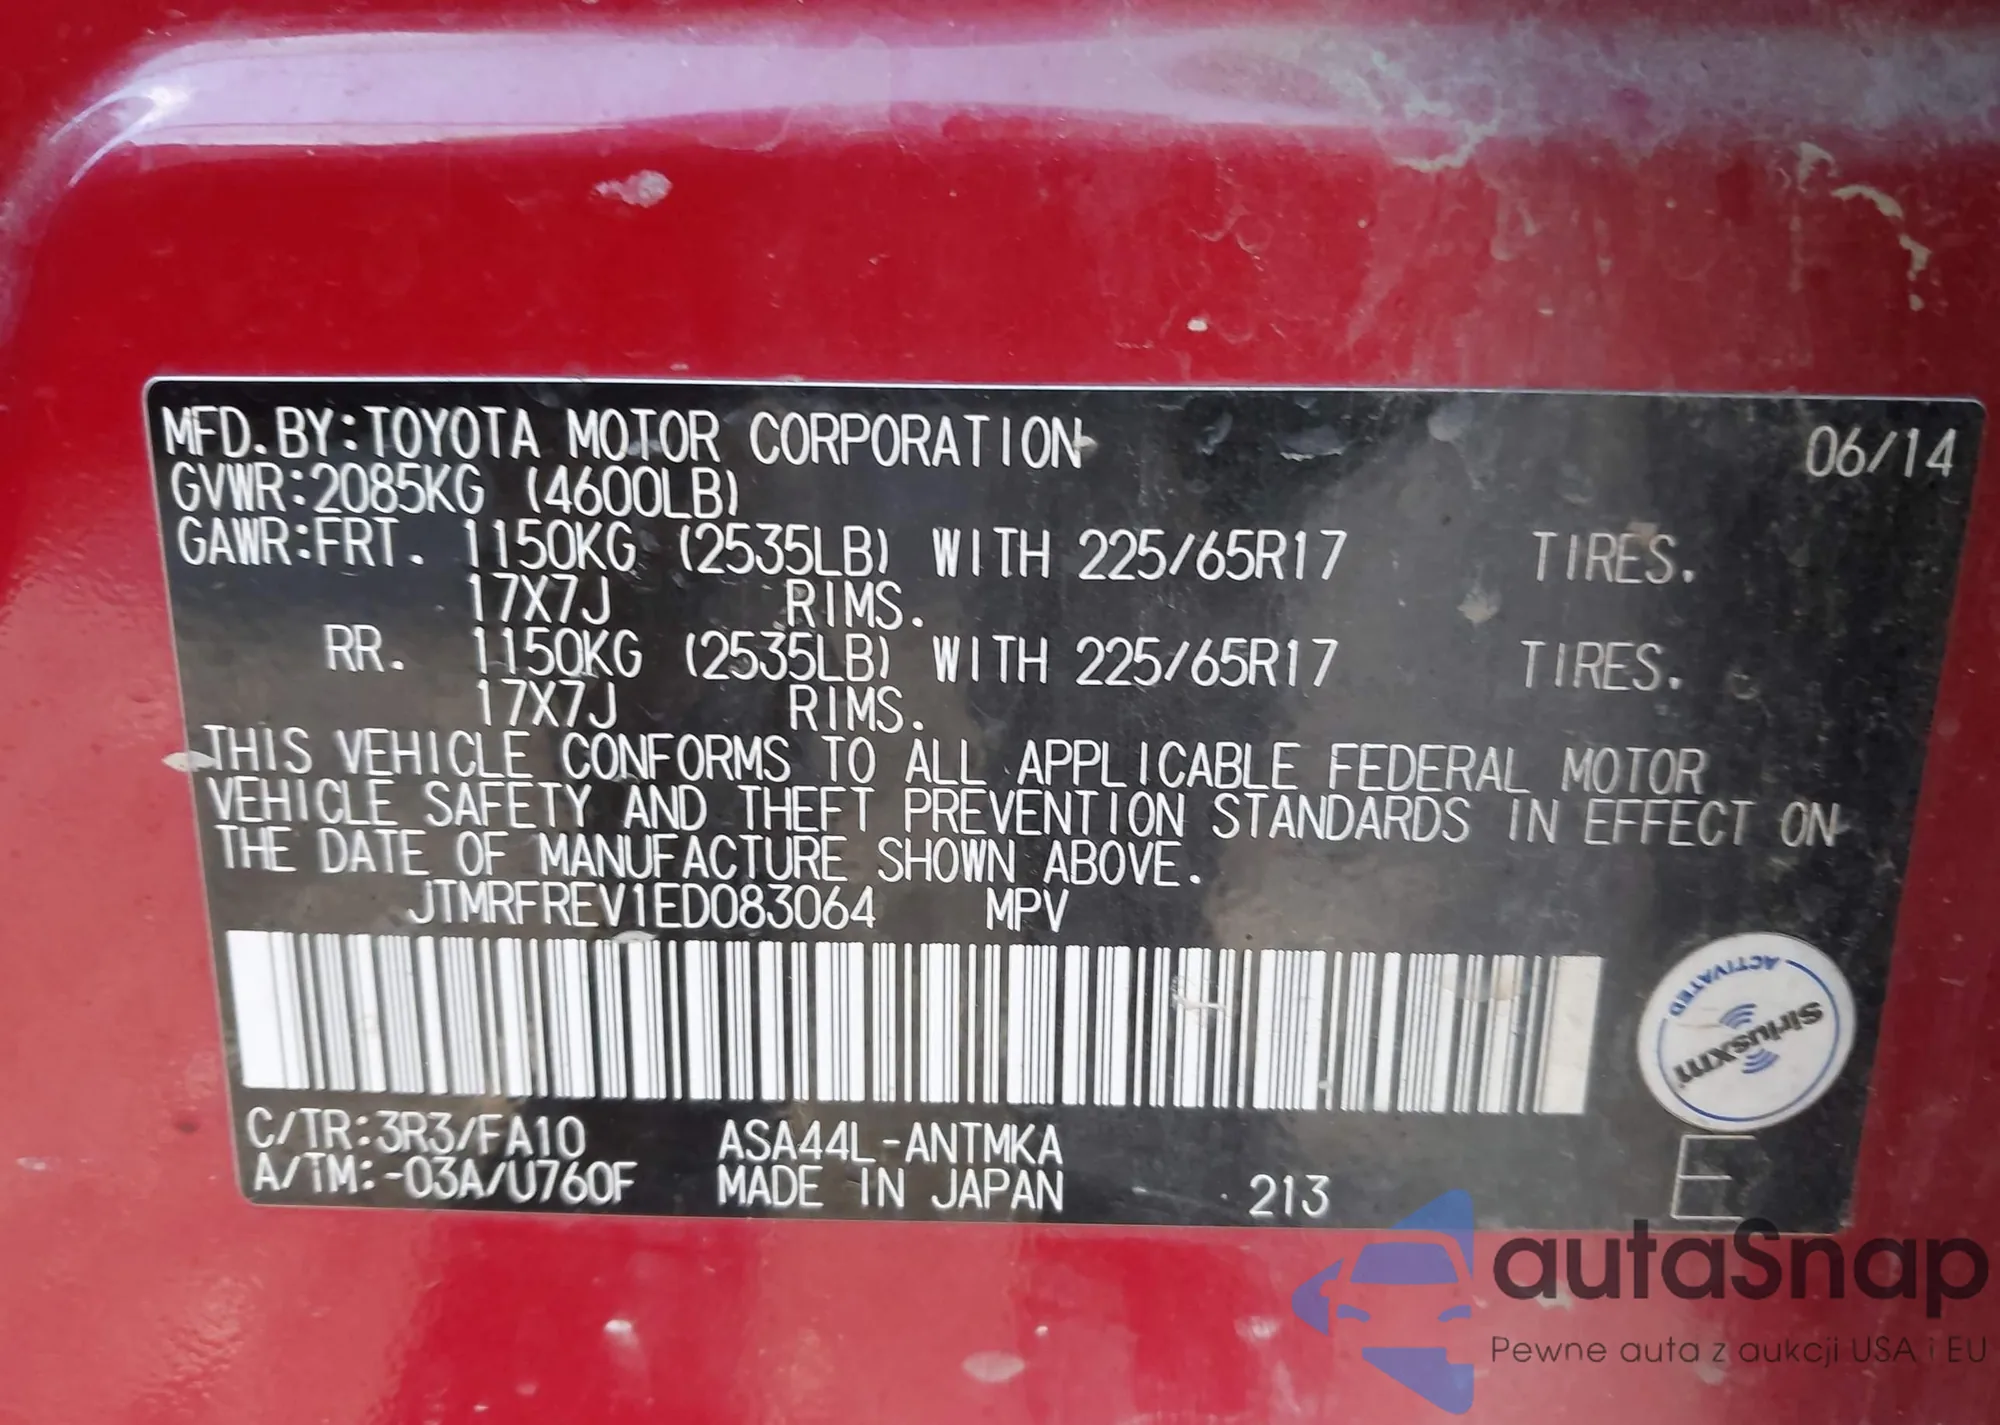 MFD.BY:TOYOTA MOTOR CORPORATION 06/14
GVWR:2085KG (4600LB)
GAWR:FRT. 1150KG (2535LB) WITH 225/65R17 TIRES.
17X7J RIMS.
RR. 1150KG (2535LB) WITH 225/65R17 TIRES.
17X7J RIMS.
THIS VEHICLE CONFORMS TO ALL APPLICABLE FEDERAL MOTOR
VEHICLE SAFETY AND THEFT PREVENTION STANDARDS IN EFFECT ON
THE DATE OF MANUFACTURE SHOWN ABOVE.
JTMRFREV1ED083064 MPV
ACTIVATED
siriusxm
C/TR:3R3/FA10 ASA44L-ANTMKA
A/TM:-03A/U760F MADE IN JAPAN 213 E
autaSnap
Pewne auta z aukcji USA i EU